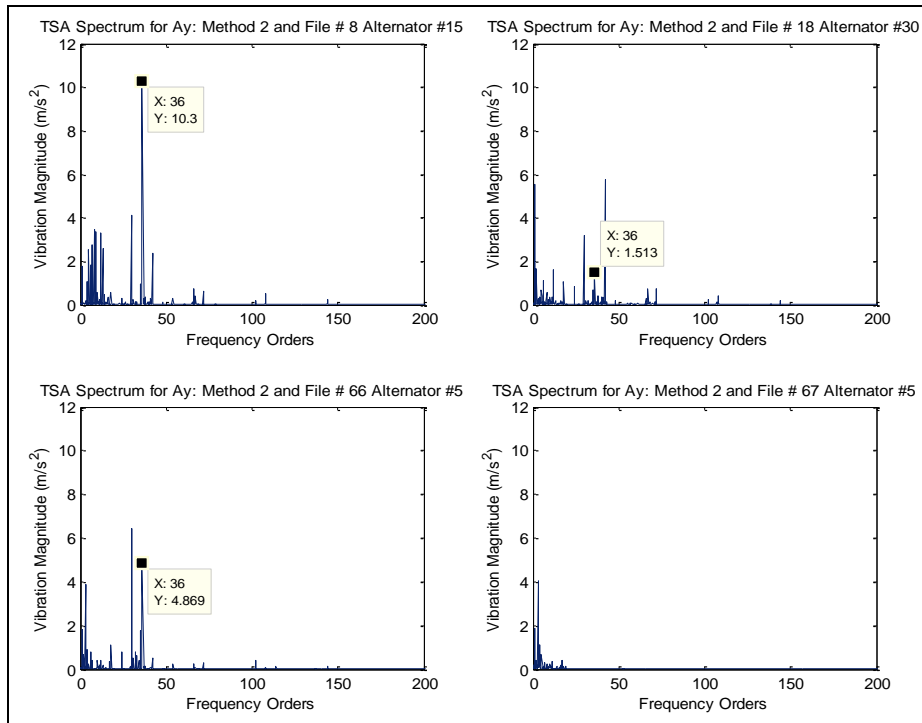 TSA Spectrum for Ay: Method 2 and File # 8 Alternator #15
12
10
8
6
4
2
0
Vibration Magnitude (m/s²)
X: 36
Y: 10.3
0 50 100 150 200
Frequency Orders
TSA Spectrum for Ay: Method 2 and File # 18 Alternator #30
12
10
8
6
4
2
0
Vibration Magnitude (m/s²)
X: 36
Y: 1.513
0 50 100 150 200
Frequency Orders
TSA Spectrum for Ay: Method 2 and File # 66 Alternator #5
12
10
8
6
4
2
0
Vibration Magnitude (m/s²)
X: 36
Y: 4.869
0 50 100 150 200
Frequency Orders
TSA Spectrum for Ay: Method 2 and File # 67 Alternator #5
12
10
8
6
4
2
0
Vibration Magnitude (m/s²)
0 50 100 150 200
Frequency Orders